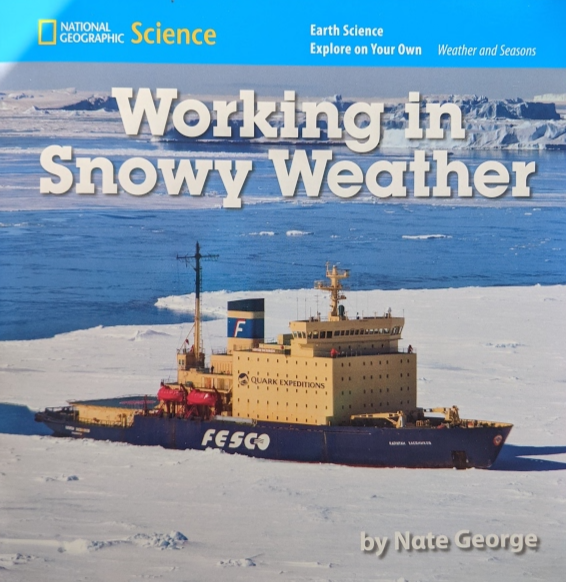 NATIONAL
GEOGRAPHIC
Science
Earth Science
Explore on Your Own Weather and Seasons
Working in
Snowy Weather
F
QUARK EXPEDITIONS
FESCO
by Nate George